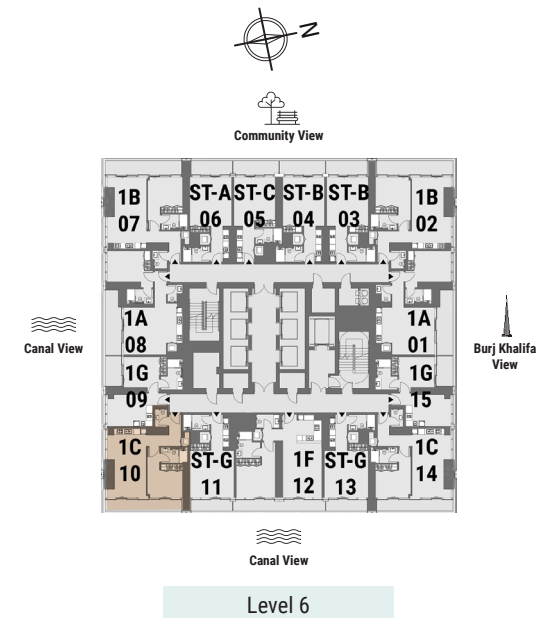 N
Community View
1B ST-A ST-C ST-B ST-B 1B
07 06 05 04 03 02
1A 1A
08 01
Canal View
Burj Khalifa
View
1G 1G
09 15
1C 1C
10 14
ST-G 1F ST-G
11 12 13
Canal View
Level 6